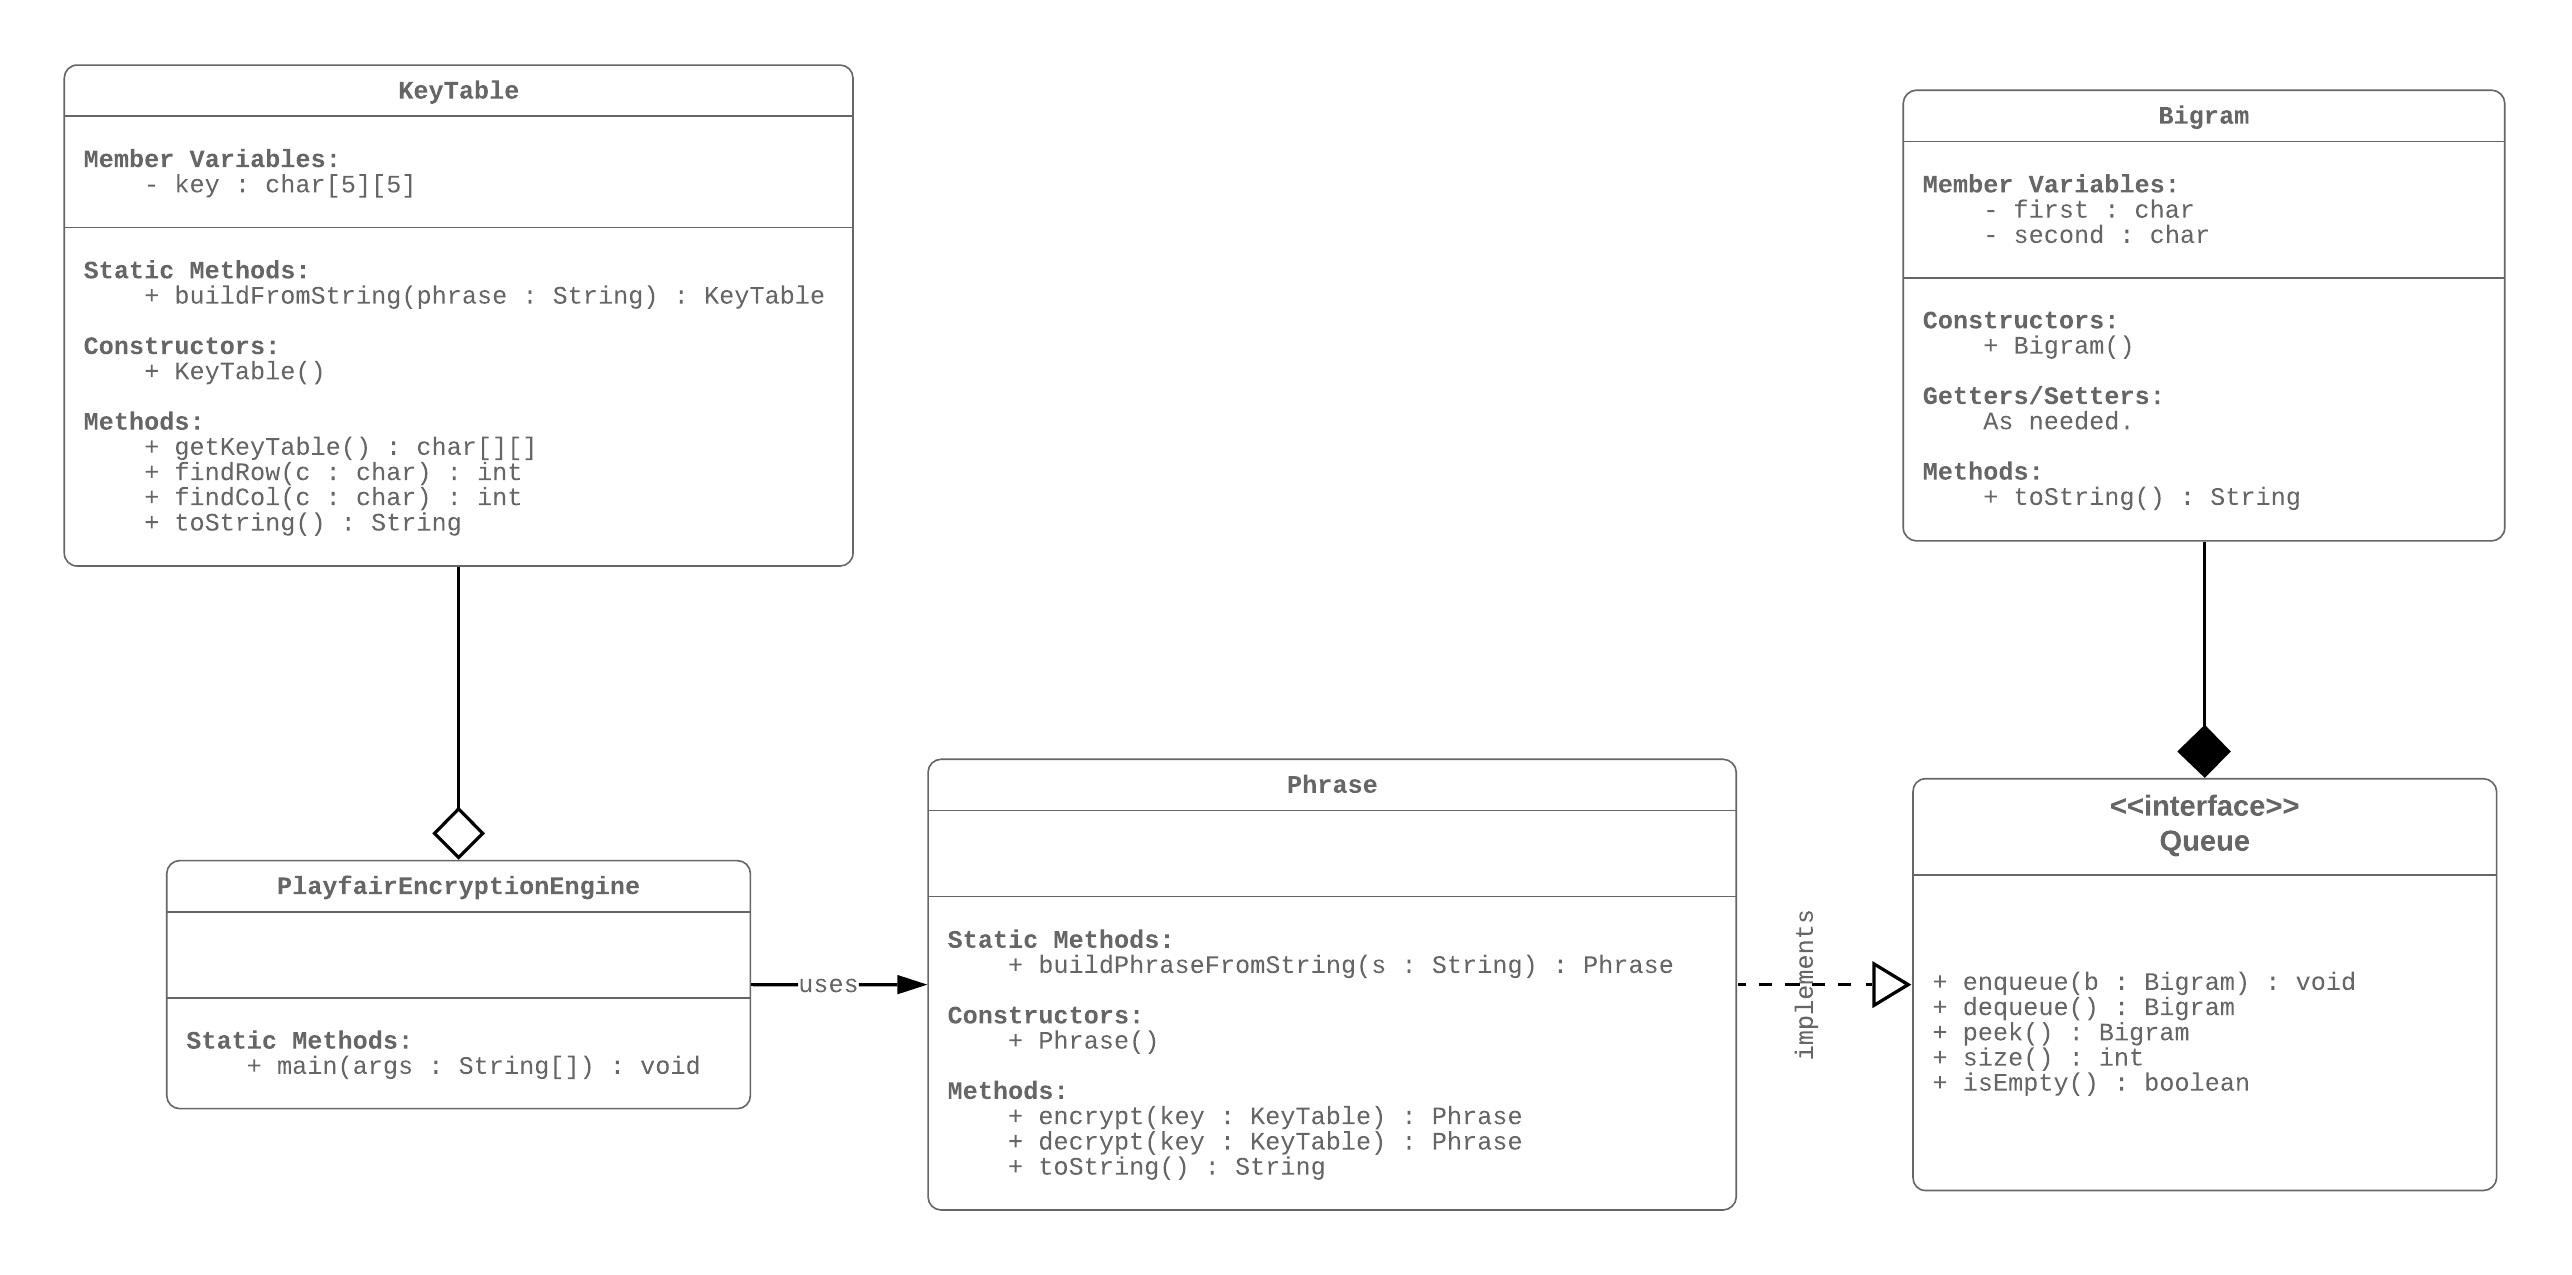 KeyTable
Member Variables:
- key : char[5][5]
Static Methods:
+ buildFromString(phrase : String) : KeyTable
Constructors:
+ KeyTable()
Methods:
+ getKeyTable() : char[][]
+ findRow(c : char) : int
+ findCol(c : char) : int
+ toString() : String
Bigram
Member Variables:
- first : char
- second : char
Constructors:
+ Bigram()
Getters/Setters:
As needed.
Methods:
+ toString() : String
PlayfairEncryptionEngine
Static Methods:
+ main(args : String[]) : void
uses
Phrase
Static Methods:
+ buildPhraseFromString(s : String) : Phrase
Constructors:
+ Phrase()
Methods:
+ encrypt(key : KeyTable) : Phrase
+ decrypt(key : KeyTable) : Phrase
+ toString() : String
implements
<<interface>>
Queue
+ enqueue(b : Bigram) : void
+ dequeue() : Bigram
+ peek() : Bigram
+ size() : int
+ isEmpty() : boolean